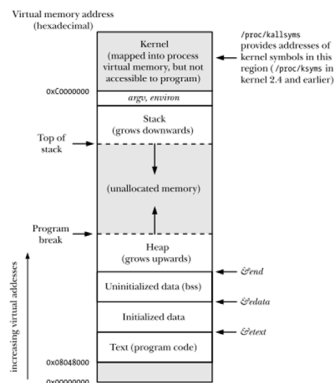 Virtual memory address
(hexadecimal)
Kernel
(mapped into process
virtual memory, but not
accessible to program)
/proc/kallsyms
provides addresses of
kernel symbols in this
region (/proc/ksyms in
kernel 2.4 and earlier)
0xC0000000
argv, environ
Stack
(grows downwards)
Top of
stack
(unallocated memory)
Program
break
Heap
(grows upwards)
&end
Uninitialized data (bss)
&edata
Initialized data
&etext
Text (program code)
0x08048000
0x00000000
increasing virtual addesses